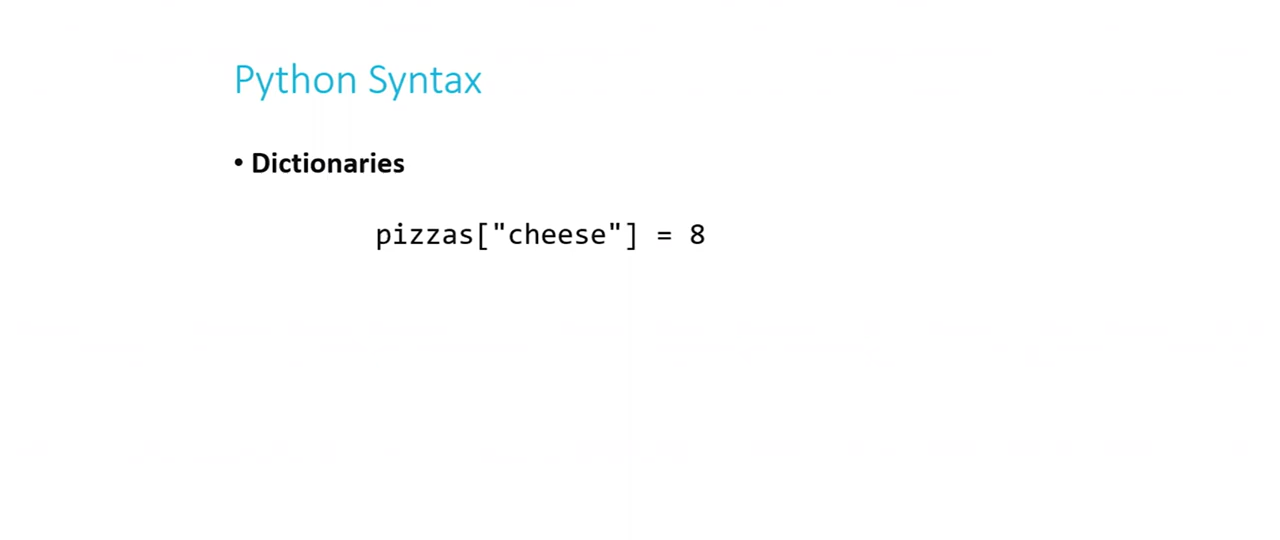 Python Syntax
• Dictionaries
pizzas["cheese"] = 8